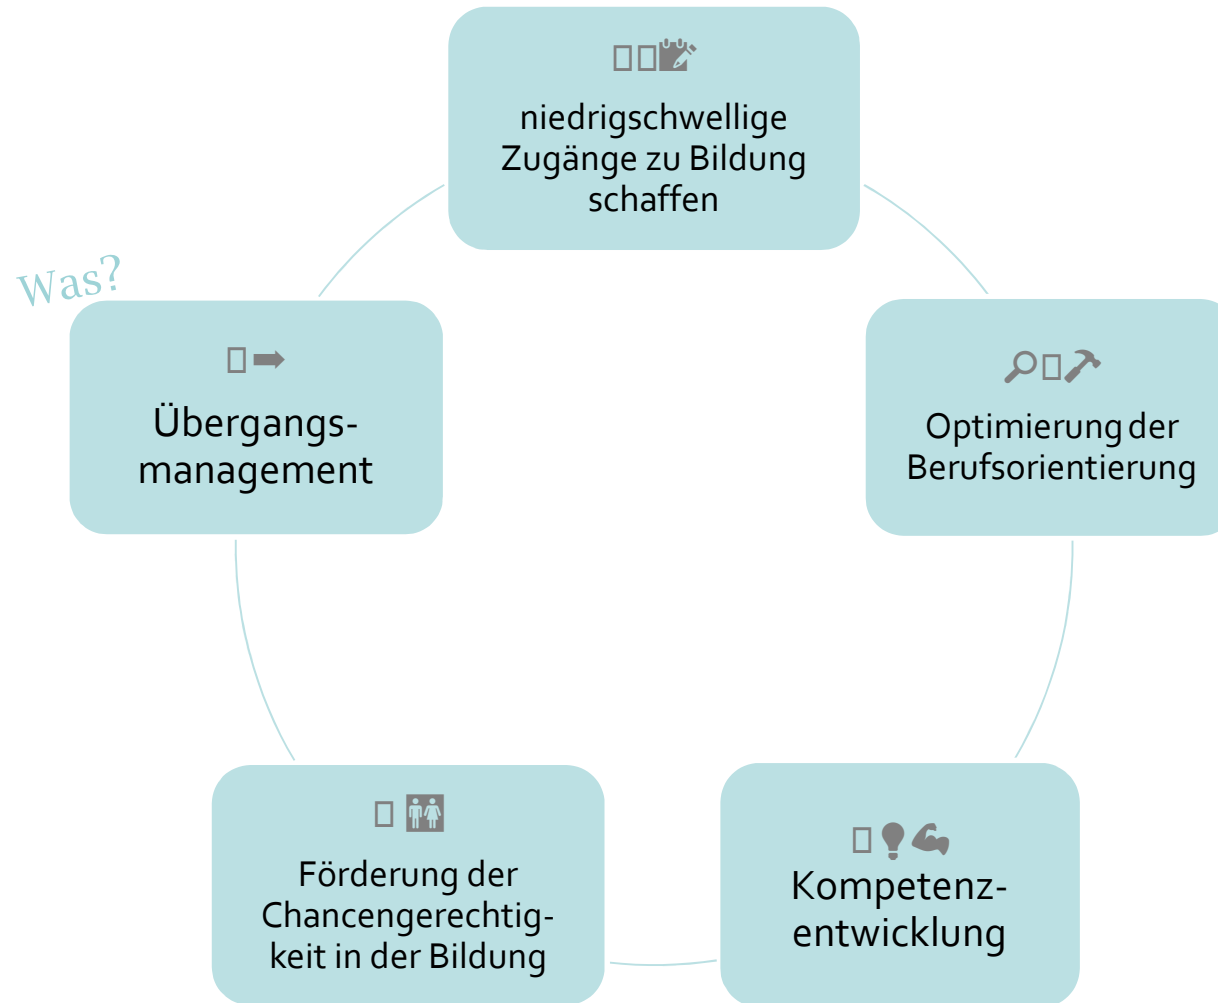 niedrigschwellige
Zugänge zu Bildung
schaffen
Was?
Übergangs-
management
Optimierung der
Berufsorientierung
Förderung der
Chancengerechtig-
keit in der Bildung
Kompetenz-
entwicklung